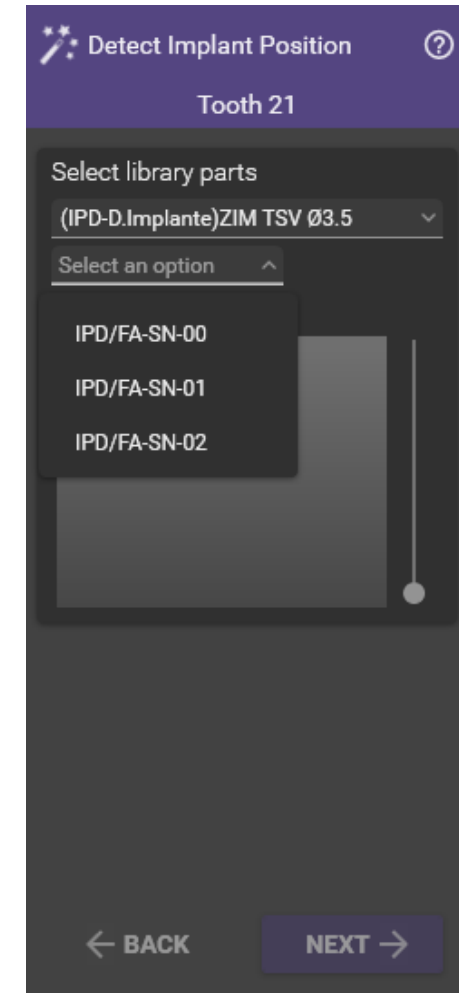 Detect Implant Position
Tooth 21
Select library parts
(IPD-D.Implante)ZIM TSV Ø3.5
Select an option
IPD/FA-SN-00
IPD/FA-SN-01
IPD/FA-SN-02
BACK NEXT